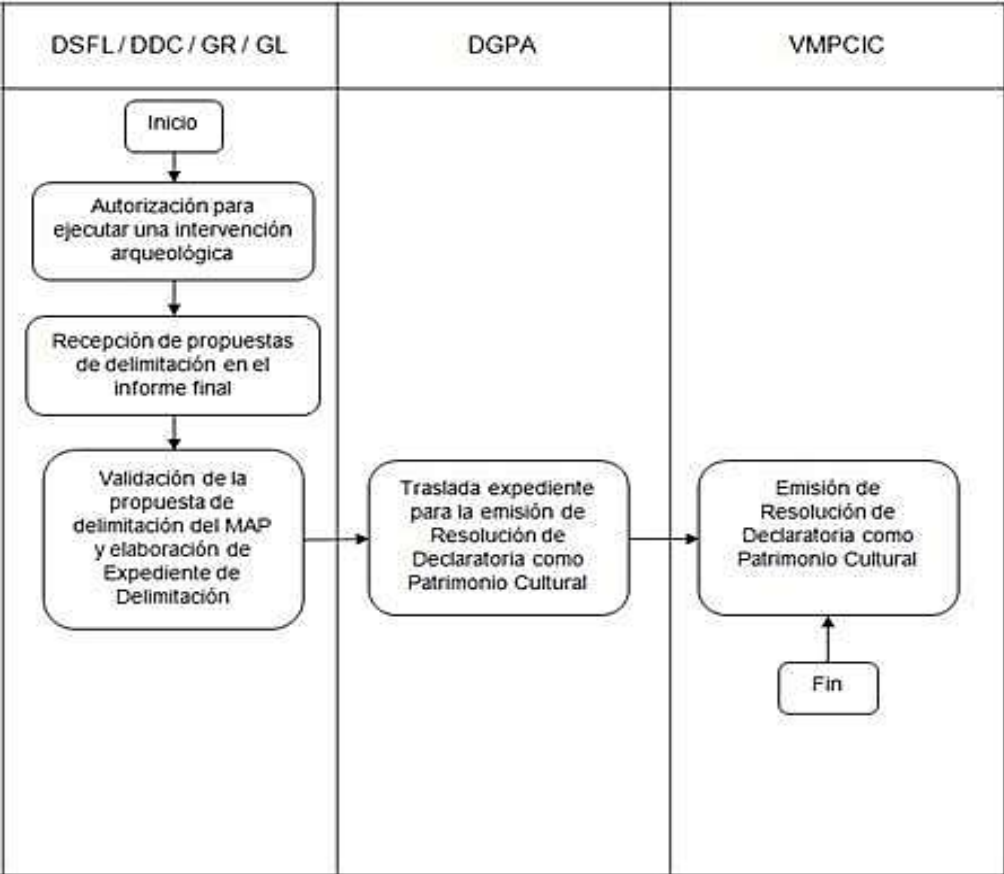 DSFL / DDC / GR / GL
DGPA
VMPCIC
Inicio
Autorización para
ejecutar una intervención
arqueológica
Recepción de propuestas
de delimitación en el
informe final
Validación de la
propuesta de
delimitación del MAP
y elaboración de
Expediente de
Delimitación
Traslada expediente
para la emisión de
Resolución de
Declaratoria como
Patrimonio Cultural
Emisión de
Resolución de
Declaratoria como
Patrimonio Cultural
Fin